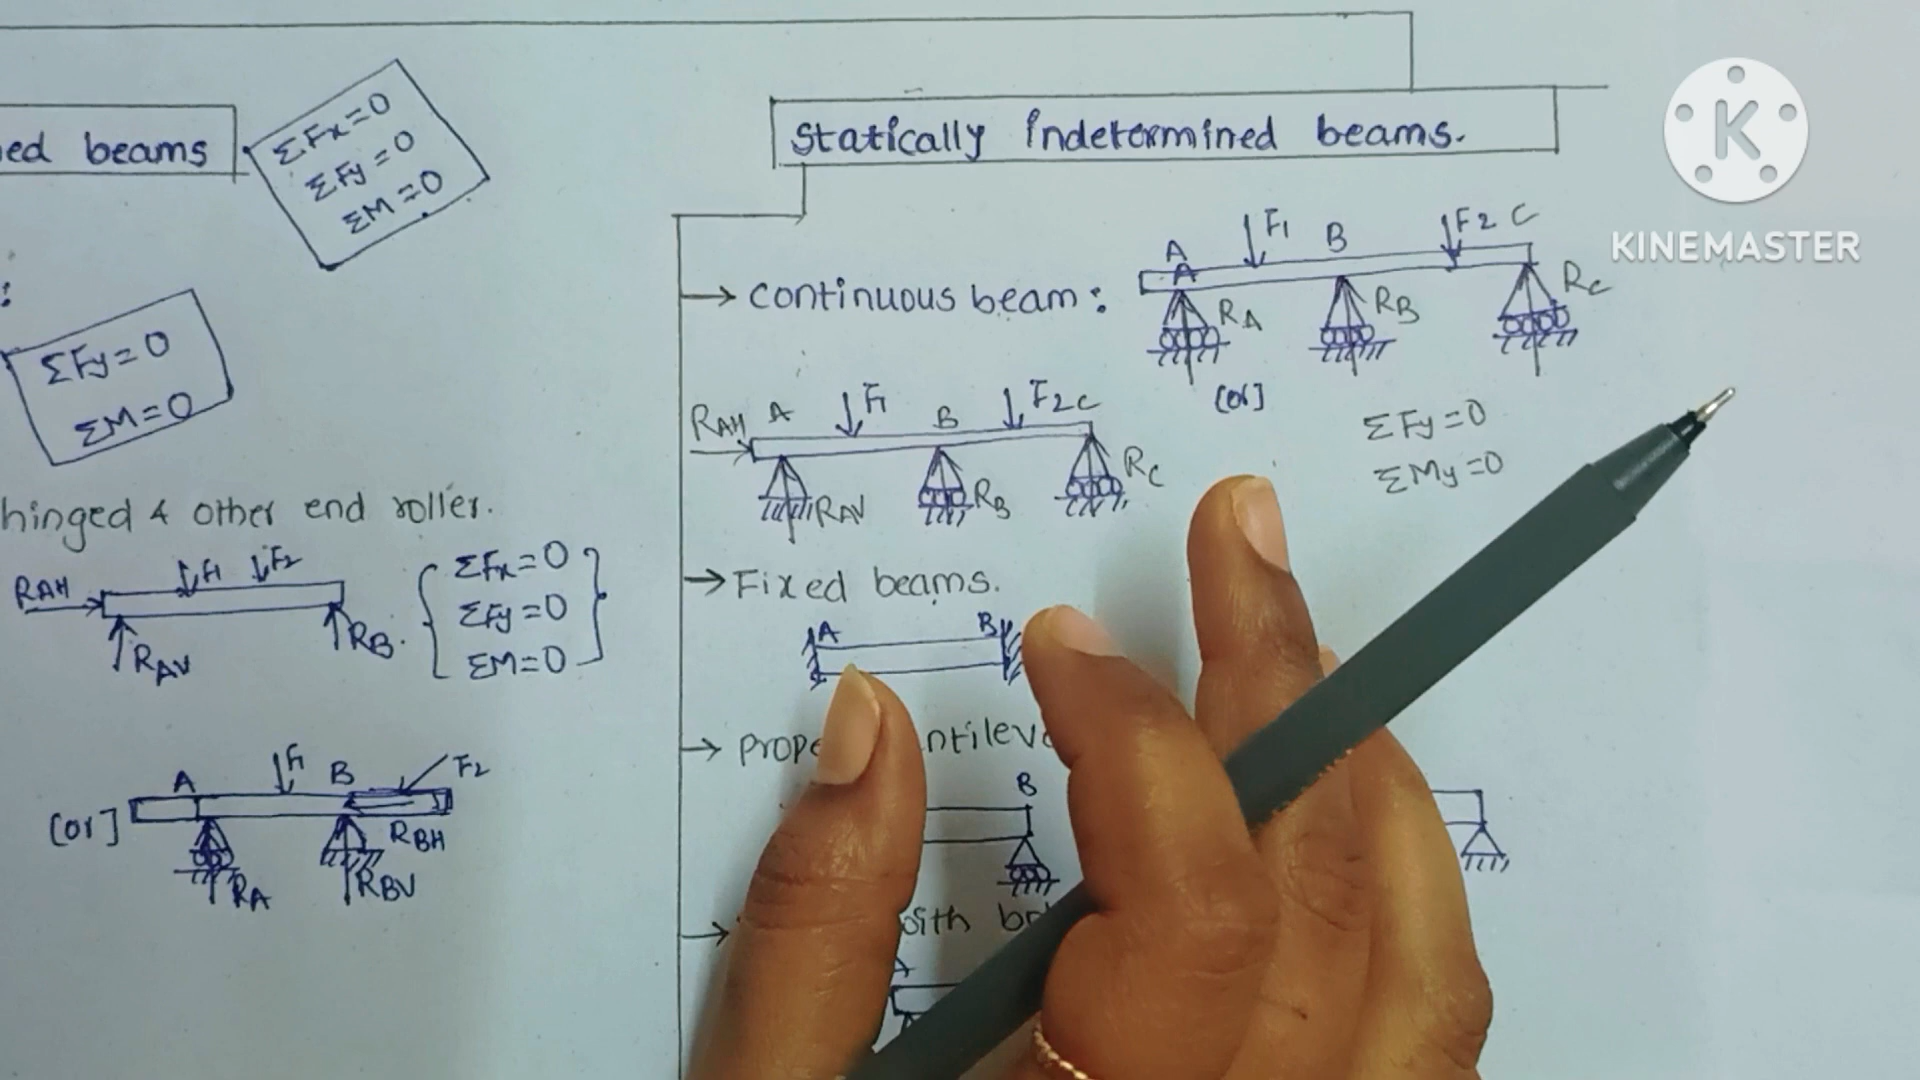 beams
ΣFx=0
ΣFy=0
ΣM=0
:
ΣFy=0
ΣM=0
hinged & other end roller.
RAH
F1
F2
RAV
RB.
ΣFx=0
ΣFy=0
ΣM=0
[or]
A
F1
B
F2
RA
RBV
RBH
Statically indetermined beams.
→ continuous beam:
A
A
F1
B
F2
C
RA
RB
RC
[or]
ΣFy=0
ΣMy=0
RAH
A
F1
B
F2
C
RAV
RB
RC
→ Fixed beams.
A
B
→
B
→
K
KINEMASTER